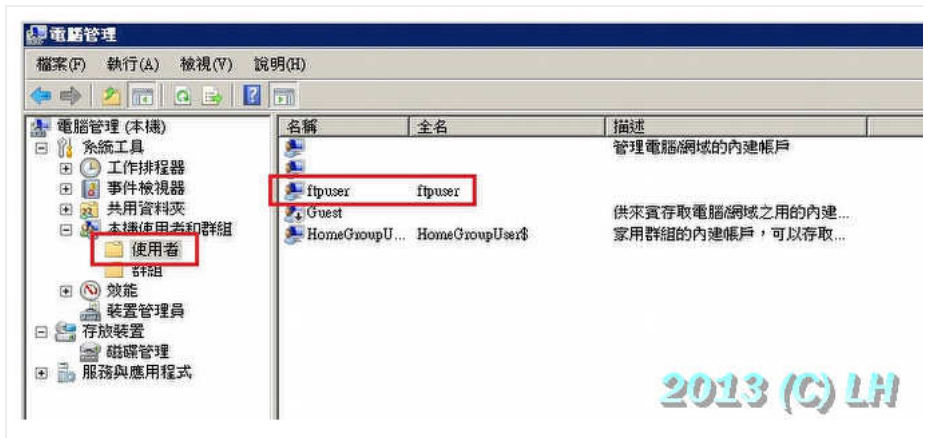 電腦管理
檔案(F) 執行(A) 檢視(V) 說明(H)
電腦管理 (本機)
系統工具
工作排程器
事件檢視器
共用資料夾
本機使用者和群組
使用者
群組
效能
裝置管理員
存放裝置
磁碟管理
服務與應用程式
名稱 全名 描述
管理電腦/網域的內建帳戶
ftpuser ftpuser
Guest 供來賓存取電腦/網域之用的內建...
HomeGroupU... HomeGroupUser$ 家用群組的內建帳戶，可以存取...
2013 (C) LH